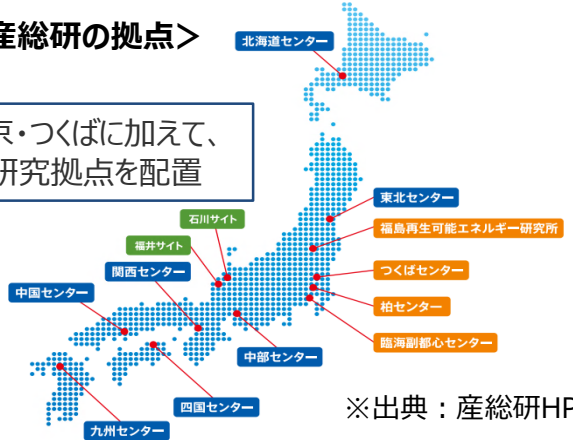 産総研の拠点＞
北海道センター
京・つくばに加えて、
研究拠点を配置
東北センター
石川サイト
福島再生可能エネルギー研究所
福井サイト
関西センター
つくばセンター
中国センター
柏センター
臨海副都心センター
中部センター
四国センター
※出典：産総研HP
九州センター